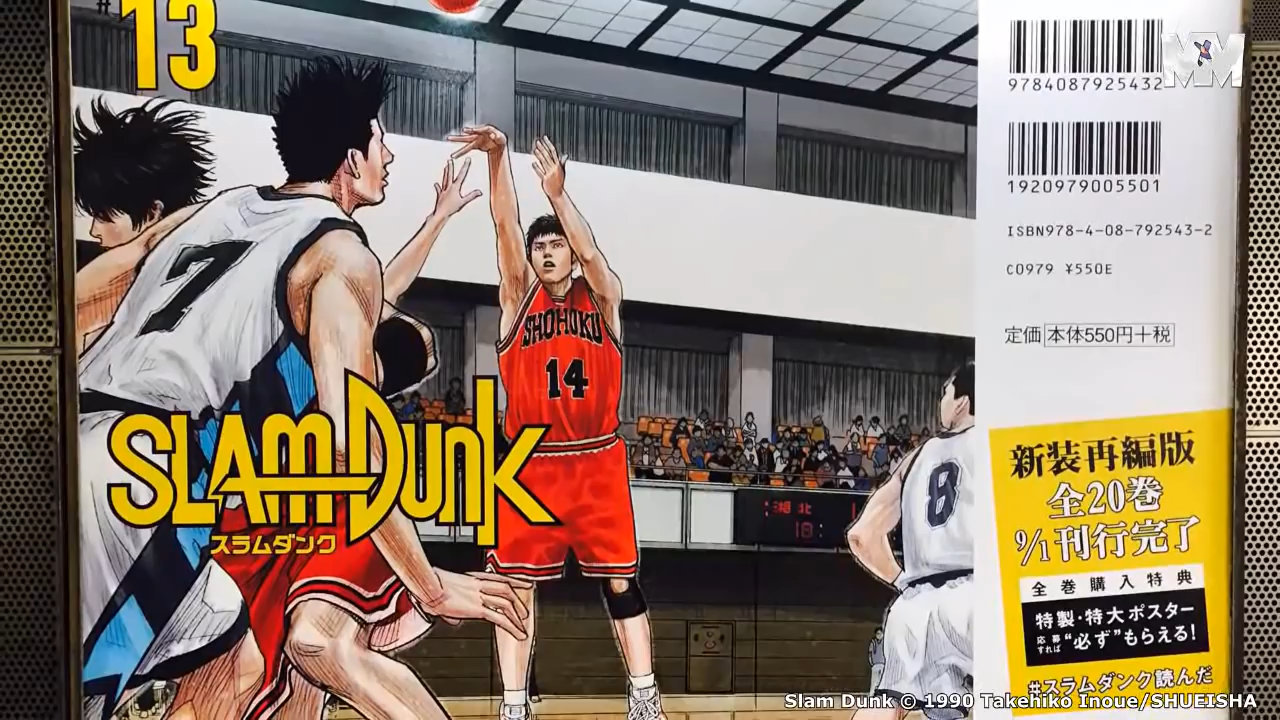 #13
SLAM DUNK
スラムダンク
7
SHOHOKU
14
8
湘北
18:
9784087925432
1920979005501
ISBN978-4-08-792543-2
C0979 ¥550E
定価 本体550円+税
新装再編版
全20巻
9/1刊行完了
全巻購入特典
特製・特大ポスター
応募すれば“必ず”もらえる!
#スラムダンク読んだ
MM
Slam Dunk © 1990 Takehiko Inoue/SHUEISHA